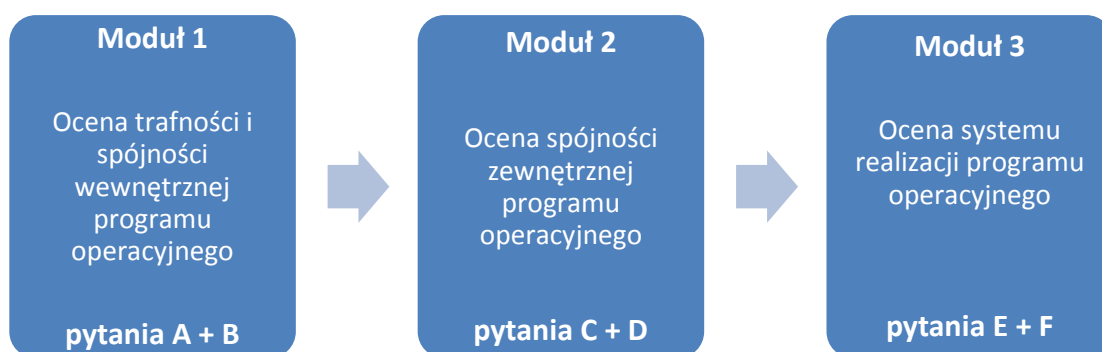 Moduł 1
Ocena trafności i
spójności
wewnętrznej
programu
operacyjnego
pytania A + B
Moduł 2
Ocena spójności
zewnętrznej
programu
operacyjnego
pytania C + D
Moduł 3
Ocena systemu
realizacji programu
operacyjnego
pytania E + F